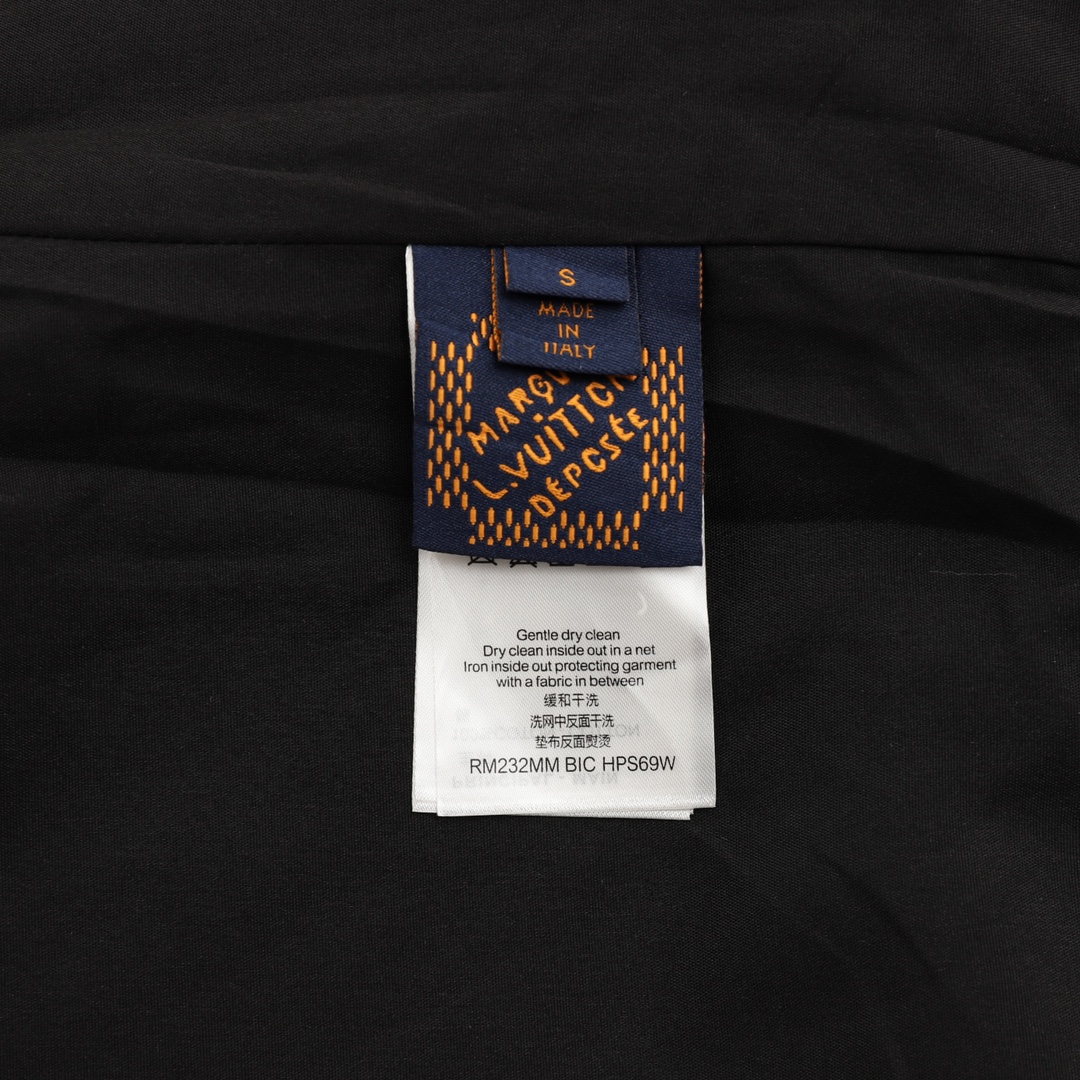 S
MADE
IN
ITALY
L.VUITTON
DÉPOSÉE
Gentle dry clean
Dry clean inside out in a net
Iron inside out protecting garment
with a fabric in between
缓和干洗
洗网中反面干洗
垫布反面熨烫
RM232MM BIC HPS69W